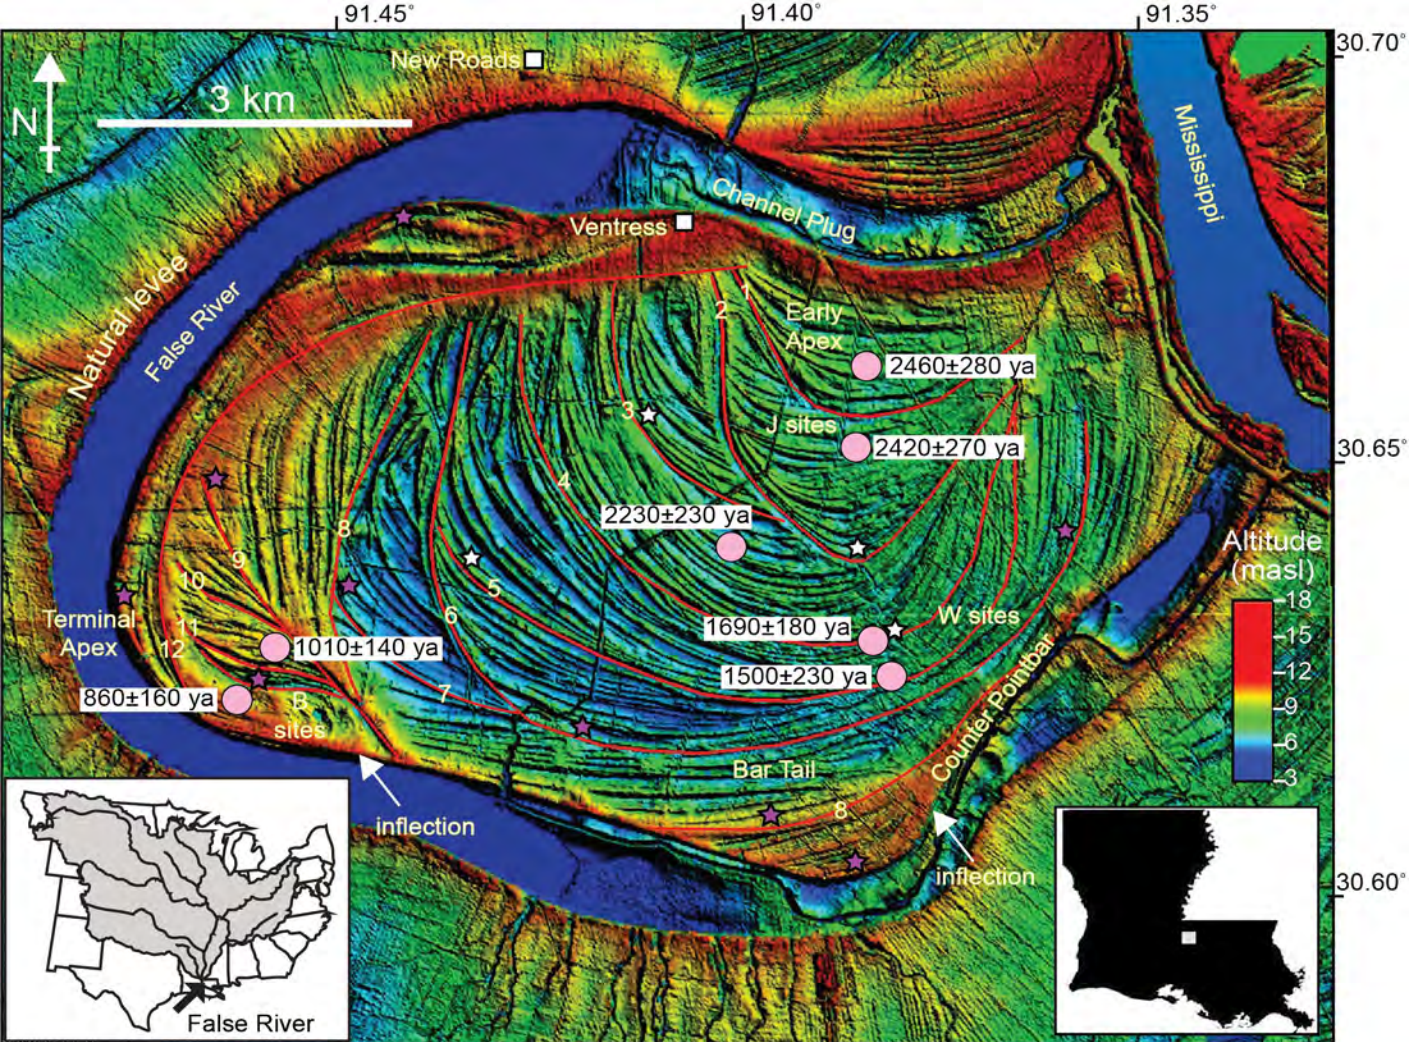 91.45°
91.40°
91.35°
30.70°
New Roads
3 km
N
Mississippi
Channel Plug
Ventress
Natural levee
False River
1
2
Early
Apex
2460±280 ya
3
J sites
2420±270 ya
30.65°
4
2230±230 ya
8
9
5
10
6
Altitude
(masl)
18
15
12
9
6
3
Terminal
Apex
11
12
W sites
1690±180 ya
1010±140 ya
1500±230 ya
860±160 ya
7
B
sites
Counter Pointbar
Bar Tail
8
inflection
inflection
30.60°
False River